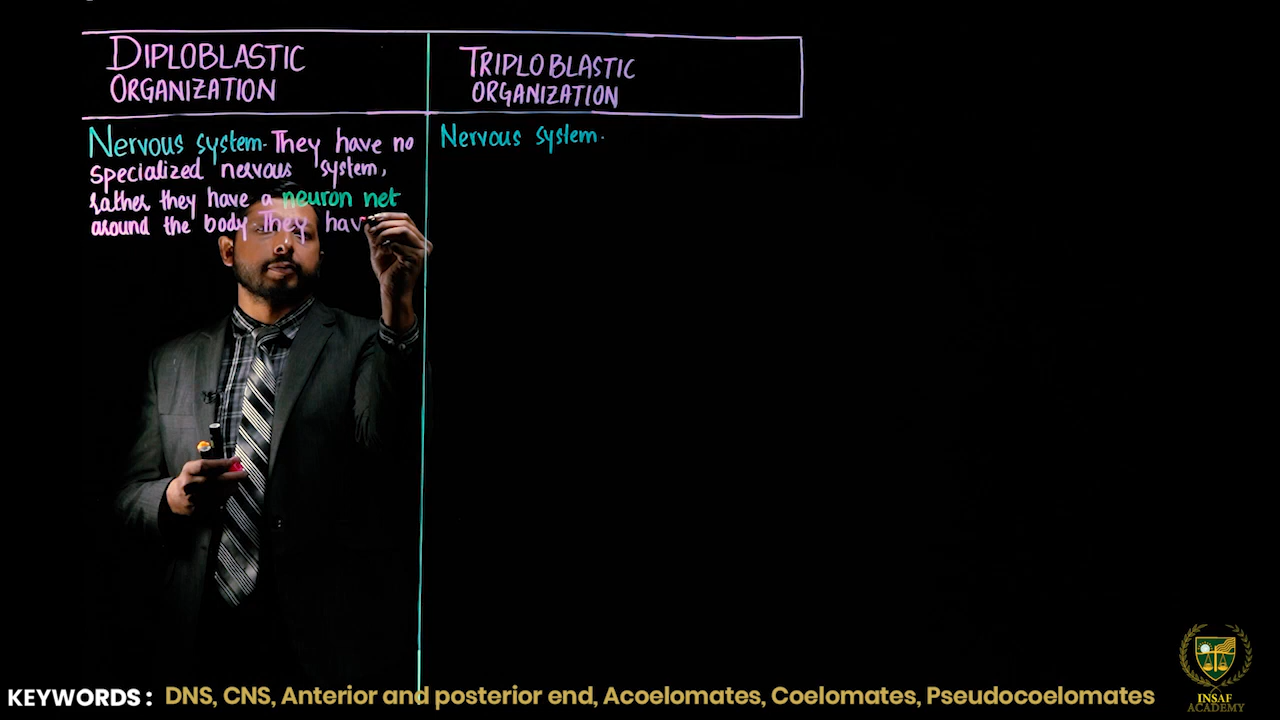 DIPLOBLASTIC
ORGANIZATION
TRIPLOBLASTIC
ORGANIZATION
Nervous system. They have no
specialized nervous system,
rather they have a neuron net
around the body. They hav
Nervous system.
KEYWORDS : DNS, CNS, Anterior and posterior end, Acoelomates, Coelomates, Pseudocoelomates
INSAF
ACADEMY